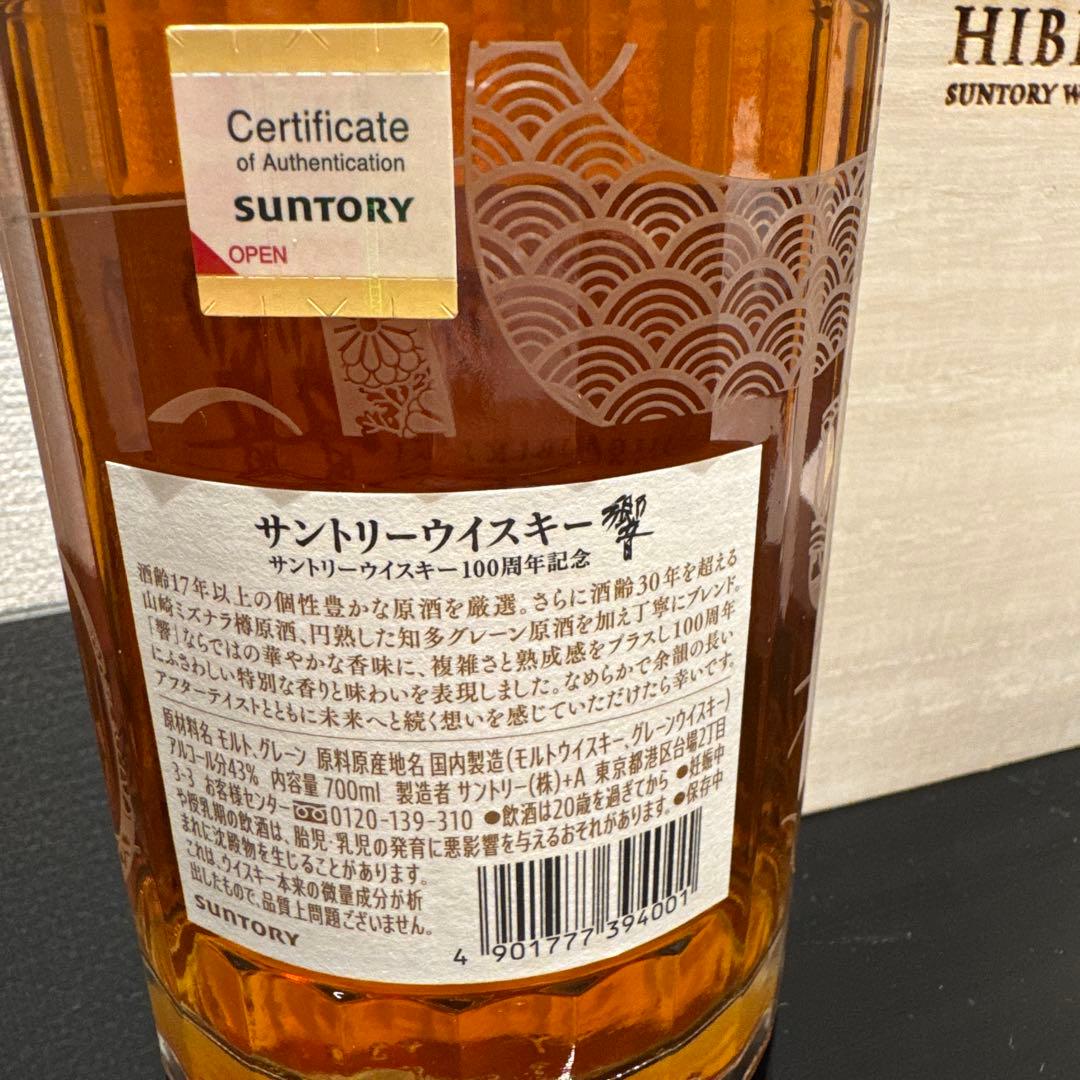 HIB
SUNTORY W
Certificate
of Authentication
SUNTORY
OPEN
サントリーウイスキー 響
サントリーウイスキー100周年記念
酒齢17年以上の個性豊かな原酒を厳選。さらに酒齢30年を超える
山崎ミズナラ樽原酒、円熟した知多グレーン原酒を加え丁寧にブレンド。
「響」ならではの華やかな香味に、複雑さと熟成感をプラスし100周年
にふさわしい特別な香りと味わいを表現しました。なめらかで余韻の長い
アフターテイストとともに未来へと続く想いを感じていただけたら幸いです。
原材料名 モルト、グレーン 原料原産地名 国内製造(モルトウイスキー、グレーンウイスキー)
アルコール分43% 内容量 700ml 製造者 サントリー(株)+A 東京都港区台場2丁目
3-3 お客様センター 0120-139-310 ●飲酒は20歳を過ぎてから ●妊娠中
や授乳期の飲酒は、胎児・乳児の発育に悪影響を与えるおそれがあります。●保存中
まれに沈殿物を生じることがあります。
これは、ウイスキー本来の微量成分が析
出したもので、品質上問題ございません。
SUNTORY
4 901777 394001